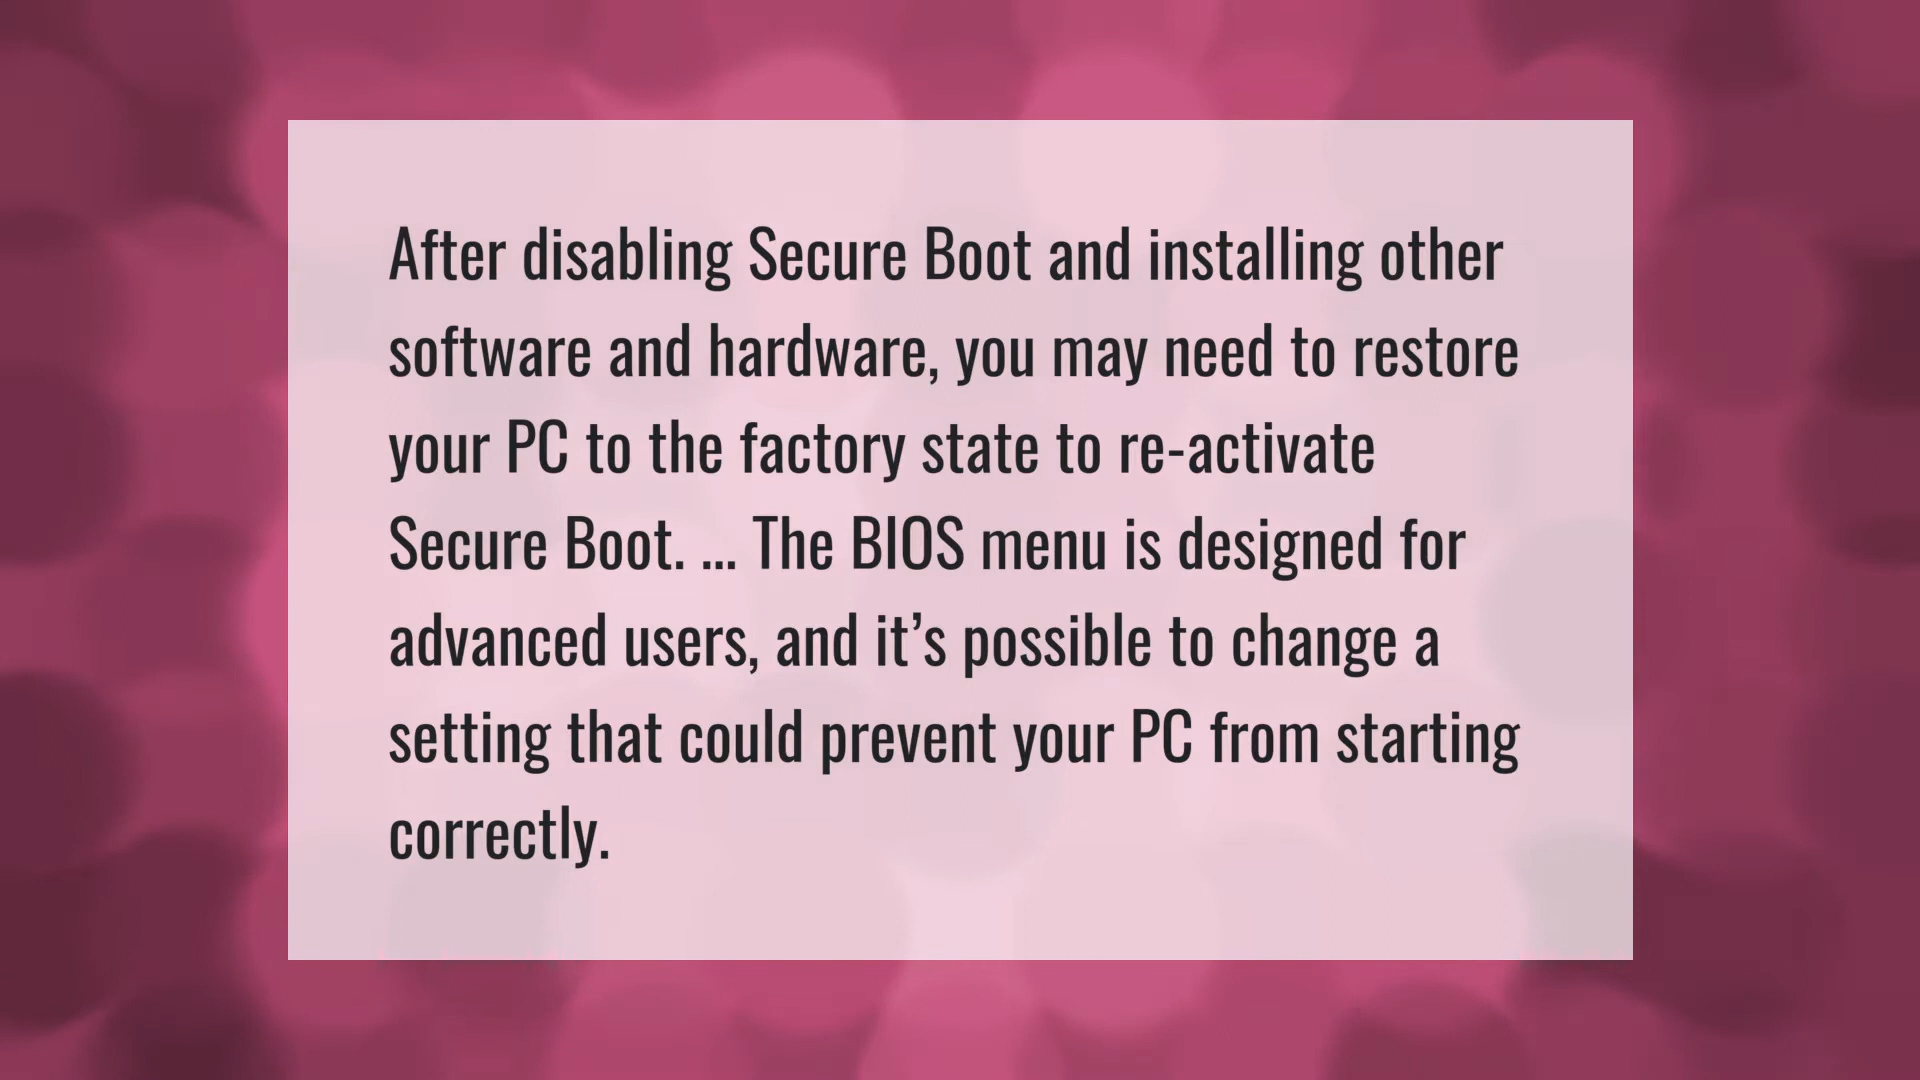 After disabling Secure Boot and installing other
software and hardware, you may need to restore
your PC to the factory state to re-activate
Secure Boot. ... The BIOS menu is designed for
advanced users, and it’s possible to change a
setting that could prevent your PC from starting
correctly.